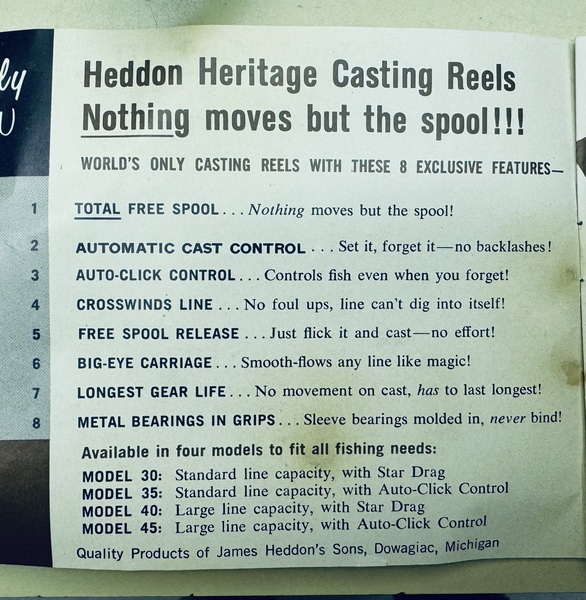 ly
Heddon Heritage Casting Reels
Nothing moves but the spool!!!
WORLD'S ONLY CASTING REELS WITH THESE 8 EXCLUSIVE FEATURES—
1 TOTAL FREE SPOOL... Nothing moves but the spool!
2 AUTOMATIC CAST CONTROL ... Set it, forget it—no backlashes!
3 AUTO-CLICK CONTROL... Controls fish even when you forget!
4 CROSSWINDS LINE ... No foul ups, line can't dig into itself!
5 FREE SPOOL RELEASE ... Just flick it and cast—no effort!
6 BIG-EYE CARRIAGE... Smooth-flows any line like magic!
7 LONGEST GEAR LIFE... No movement on cast, has to last longest!
8 METAL BEARINGS IN GRIPS... Sleeve bearings molded in, never bind!
Available in four models to fit all fishing needs:
MODEL 30: Standard line capacity, with Star Drag
MODEL 35: Standard line capacity, with Auto-Click Control
MODEL 40: Large line capacity, with Star Drag
MODEL 45: Large line capacity, with Auto-Click Control
Quality Products of James Heddon's Sons, Dowagiac, Michigan